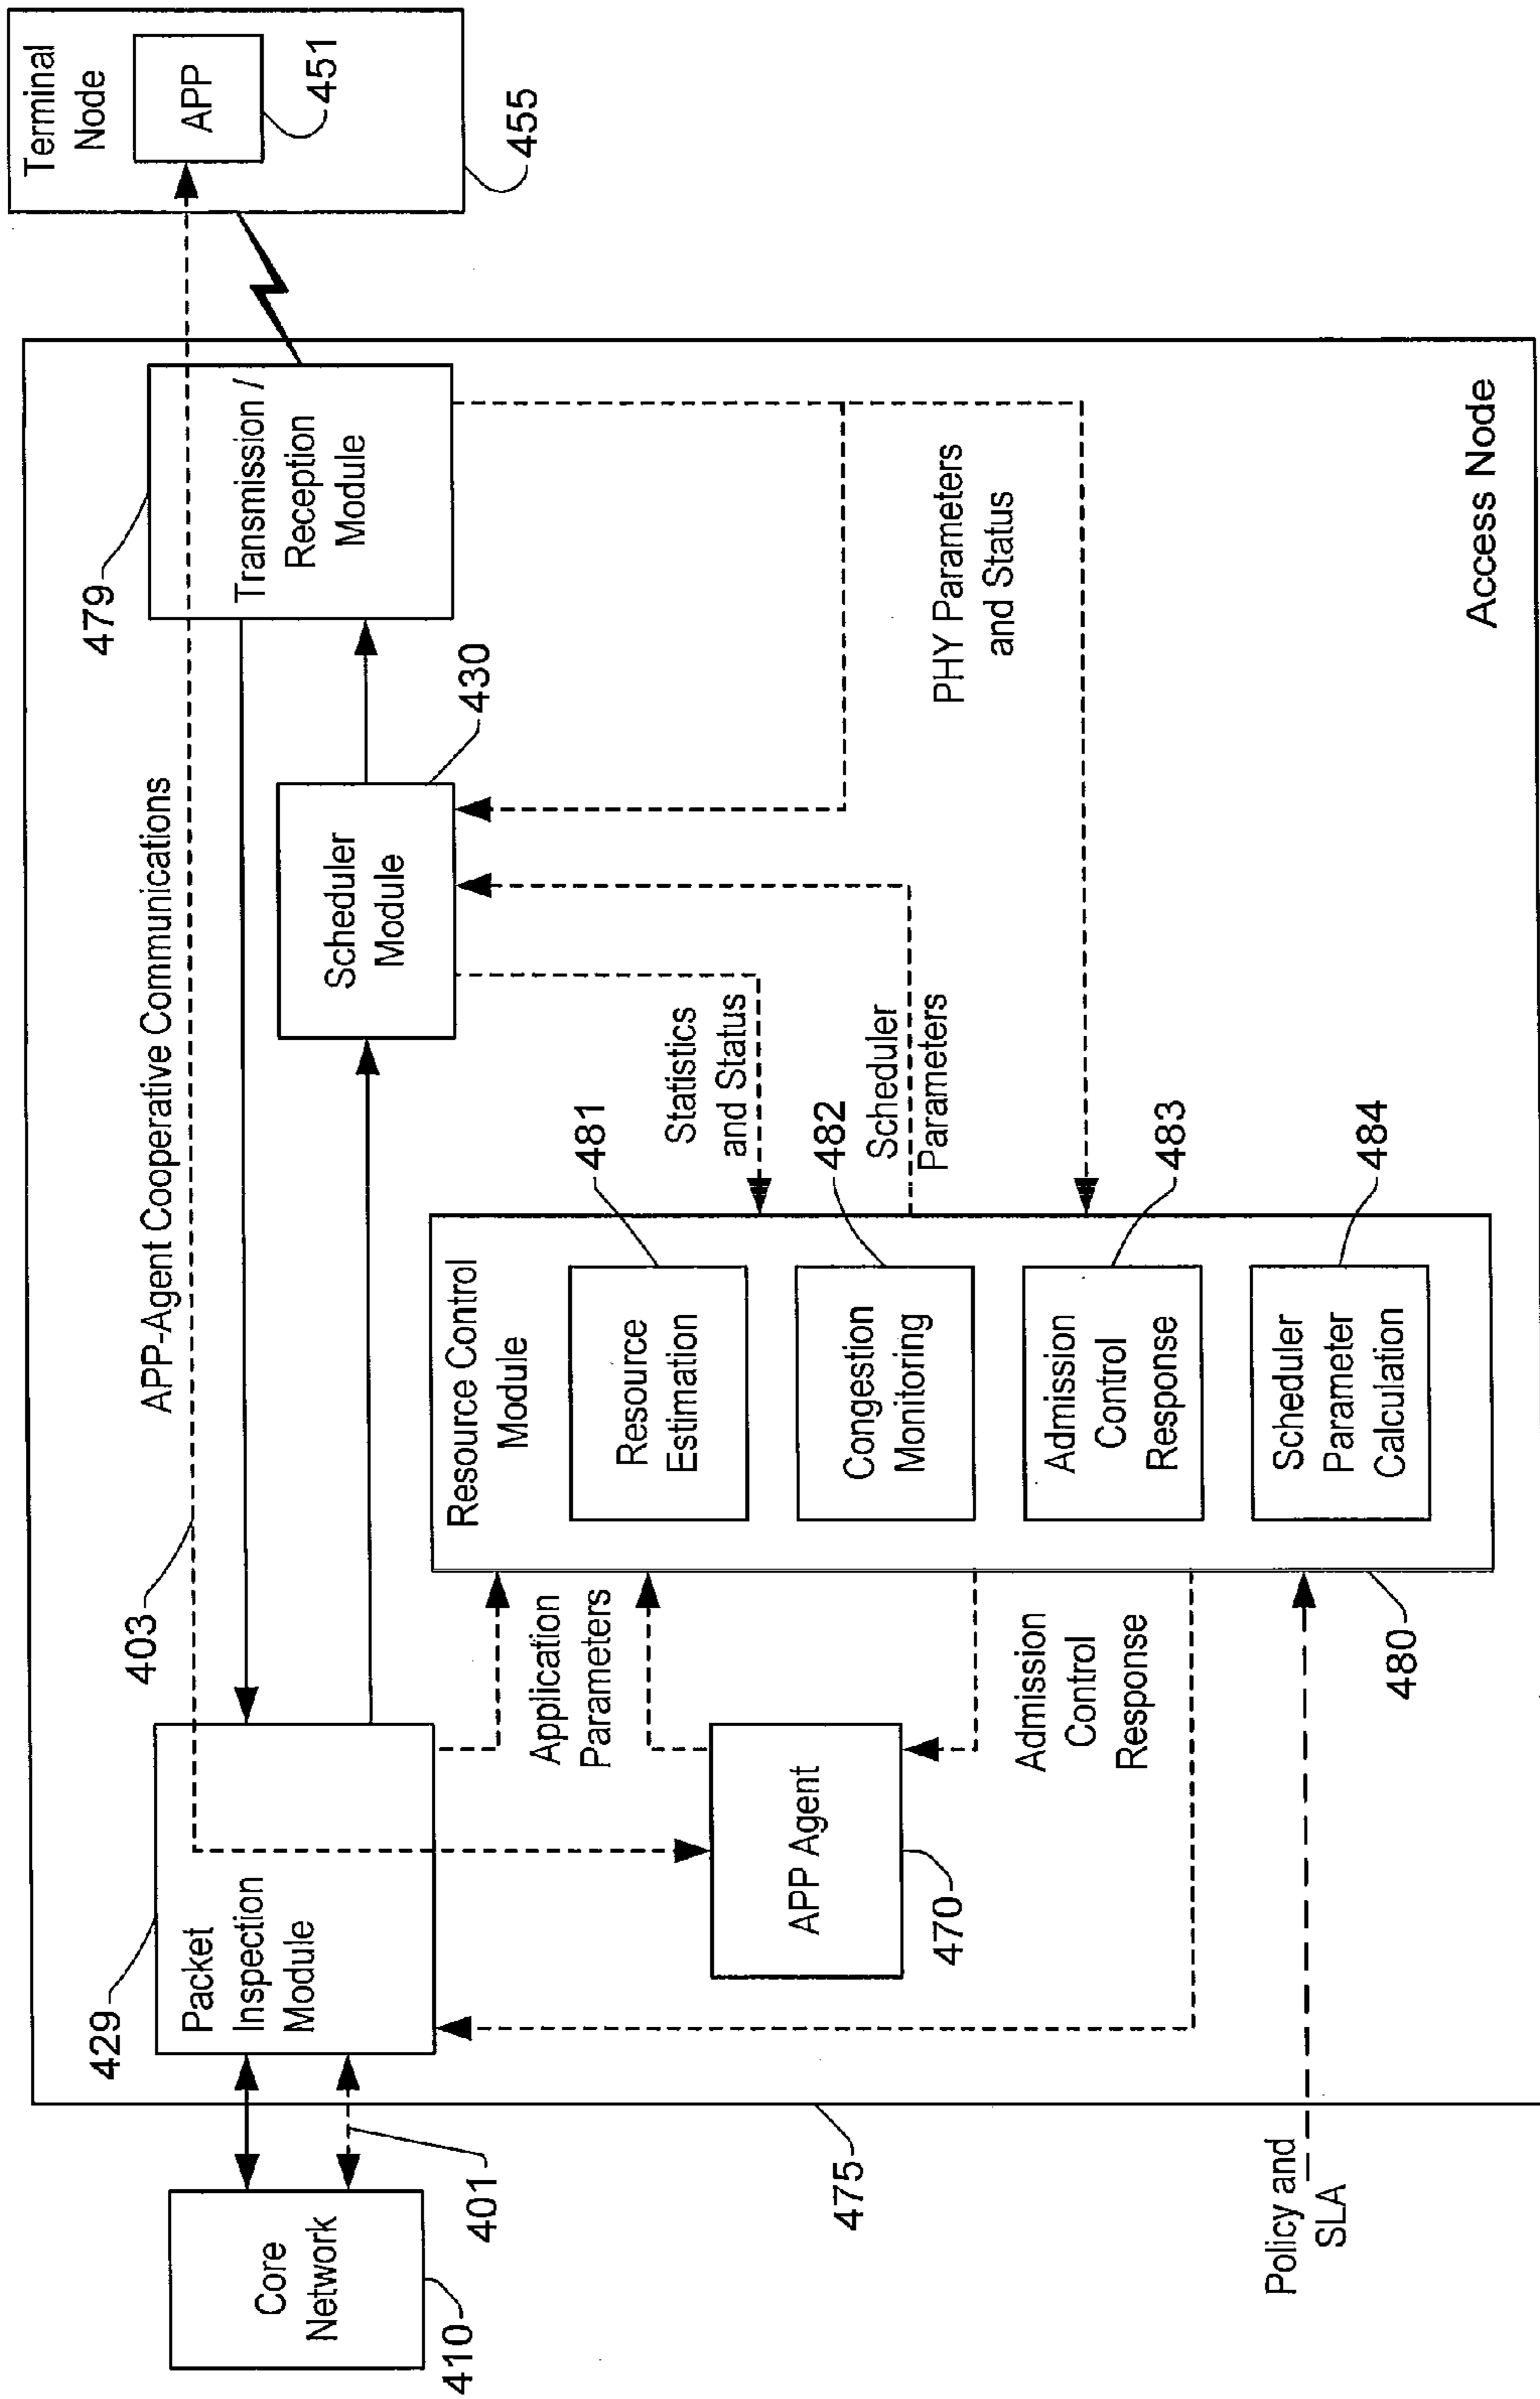 Terminal
Node
APP
451
455
479
Transmission /
Reception
Module
APP-Agent Cooperative Communications
403
430
Scheduler
Module
PHY Parameters
and Status
Statistics
and Status
Scheduler
Parameters
429
Packet
Inspection
Module
Core
Network
410
401
Application
Parameters
APP Agent
470
Admission
Control
Response
Resource Control
Module
Resource
Estimation
481
Congestion
Monitoring
482
Admission
Control
Response
483
Scheduler
Parameter
Calculation
484
480
475
Policy and
SLA
Access Node